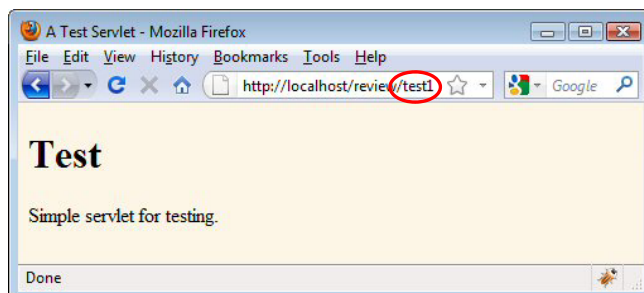 A Test Servlet - Mozilla Firefox
File Edit View History Bookmarks Tools Help
http://localhost/review/test1 Google
Test
Simple servlet for testing.
Done